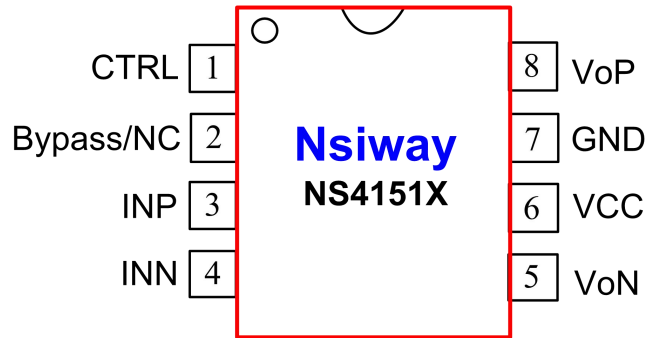 CTRL 1
Bypass/NC 2
INP 3
INN 4
Nsiway
NS4151X
8 VoP
7 GND
6 VCC
5 VoN